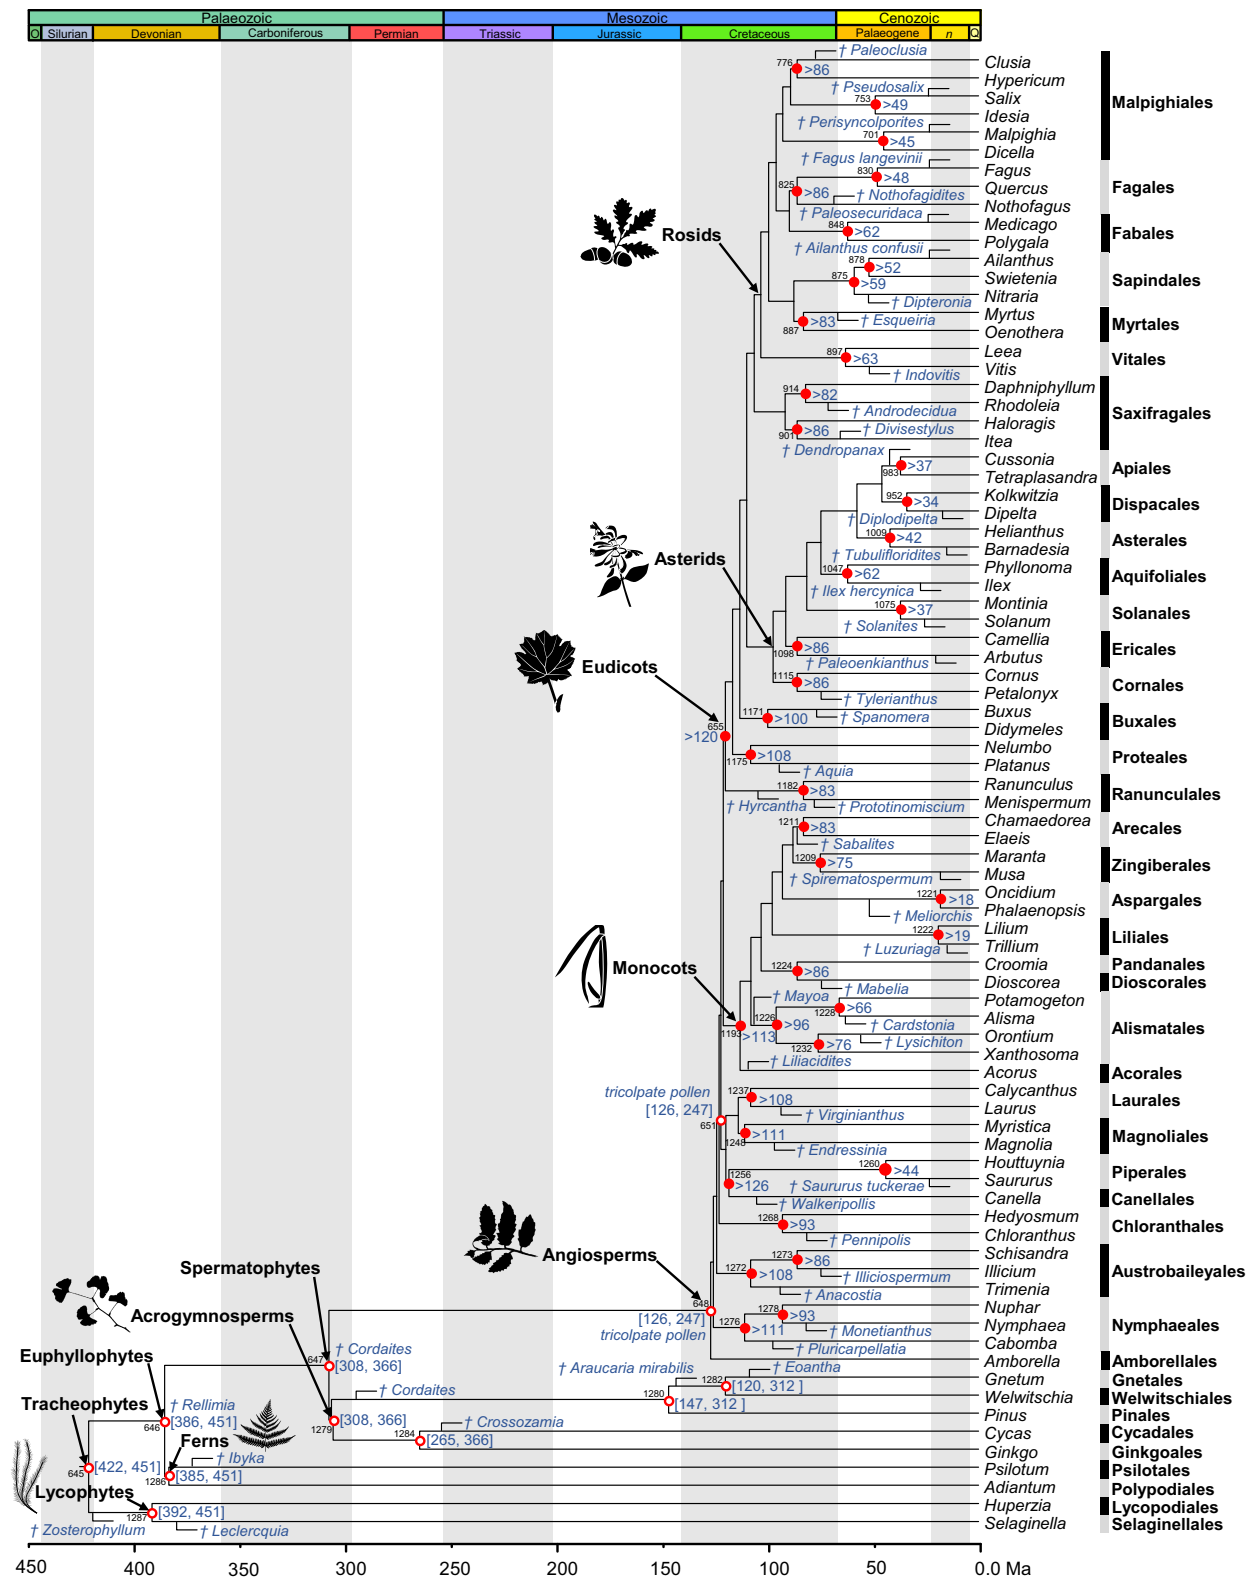 Palaeozoic Mesozoic Cenozoic
O Silurian Devonian Carboniferous Permian Triassic Jurassic Cretaceous Palaeogene n Q
† Paleoclusia
776 >86 Clusia
Hypericum
† Pseudosalix
753 >49 Salix
Idesia
Malpighiales
† Perisyncolporites
701 >45 Malpighia
Dicella
† Fagus langevinii
830 >48 Fagus
Quercus
Fagales
825 >86 † Nothofagidites
Nothofagus
† Paleosecuridaca
848 >62 Medicago
Polygala
Fabales
Rosids
† Ailanthus confusii
878 >52 Ailanthus
875 >59 Swietenia
Sapindales
Nitraria
† Dipteronia
Myrtus
887 >83 † Esqueiria
Oenothera
Myrtales
897 >63 Leea
Vitis
Vitales
† Indovitis
914 >82 Daphniphyllum
Rhodoleia
† Androdecidua
Saxifragales
Haloragis
901 >86 † Divisestylus
Itea
† Dendropanax
983 >37 Cussonia
Tetraplasandra
Apiales
952 >34 Kolkwitzia
Dipelta
Dispacales
† Diplodipelta
1009 >42 Helianthus
Barnadesia
Asterales
† Tubulifloridites
Asterids
1047 >62 Phyllonoma
Ilex
Aquifoliales
† Ilex hercynica
1075 >37 Montinia
Solanum
Solanales
† Solanites
1098 >86 Camellia
Arbutus
Ericales
† Paleoenkianthus
Eudicots
1115 >86 Cornus
Petalonyx
Cornales
† Tylerianthus
1171 >100 Buxus
† Spanomera
Didymeles
Buxales
655 >120
1175 >108 Nelumbo
Platanus
Proteales
† Aquia
1182 >83 Ranunculus
Menispermum
Ranunculales
† Hyrcantha † Prototinomiscium
1211 >83 Chamaedorea
Elaeis
Arecales
† Sabalites
1209 >75 Maranta
Musa
Zingiberales
† Spirematospermum
1221 >18 Oncidium
Phalaenopsis
Aspargales
† Meliorchis
1222 >19 Lilium
Trillium
Liliales
† Luzuriaga
Monocots
1224 >86 Croomia
Pandanales
Dioscorea
Dioscorales
† Mabelia
† Mayoa
1228 >66 Potamogeton
Alisma
† Cardstonia
Alismatales
1226 >96
1193 >113
1232 >76 Orontium
† Lysichiton
Xanthosoma
† Liliacidites
Acorus
Acorales
1237 >108 Calycanthus
Laurus
Laurales
† Virginianthus
tricolpate pollen
[126, 247]
651
1248 >111 Myristica
Magnolia
Magnoliales
† Endressinia
1260 >44 Houttuynia
Saururus
Piperales
† Saururus tuckerae
1256 >126
Canella
Canellales
† Walkeripollis
1268 >93 Hedyosmum
Chloranthus
Chloranthales
† Pennipolis
Angiosperms
1273 >86 Schisandra
Illicium
Austrobaileyales
† Illiciospermum
1272 >108 Trimenia
† Anacostia
648
[126, 247]
tricolpate pollen
1278 >93 Nuphar
Nymphaea
Nymphaeales
† Monetianthus
1276 >111 Cabomba
† Pluricarpellatia
Amborella
Amborellales
Spermatophytes
Acrogymnosperms
† Cordaites
647 [308, 366]
† Araucaria mirabilis
† Eoantha
1282 [120, 312 ] Gnetum
Gnetales
Welwitschia
Welwitschiales
1280 [147, 312 ] Pinus
Pinales
Euphyllophytes
† Cordaites
1279 [308, 366]
† Crossozamia
1284 [265, 366] Cycas
Cycadales
Ginkgo
Ginkgoales
Tracheophytes
† Rellimia
646 [386, 451]
Ferns
† Ibyka
Psilotum
Psilotales
1286 [385, 451] Adiantum
Polypodiales
645 [422, 451]
Lycophytes
Huperzia
Lycopodiales
1287 [392, 451] Selaginella
Selaginellales
† Zosterophyllum † Leclercquia
450 400 350 300 250 200 150 100 50 0.0 Ma